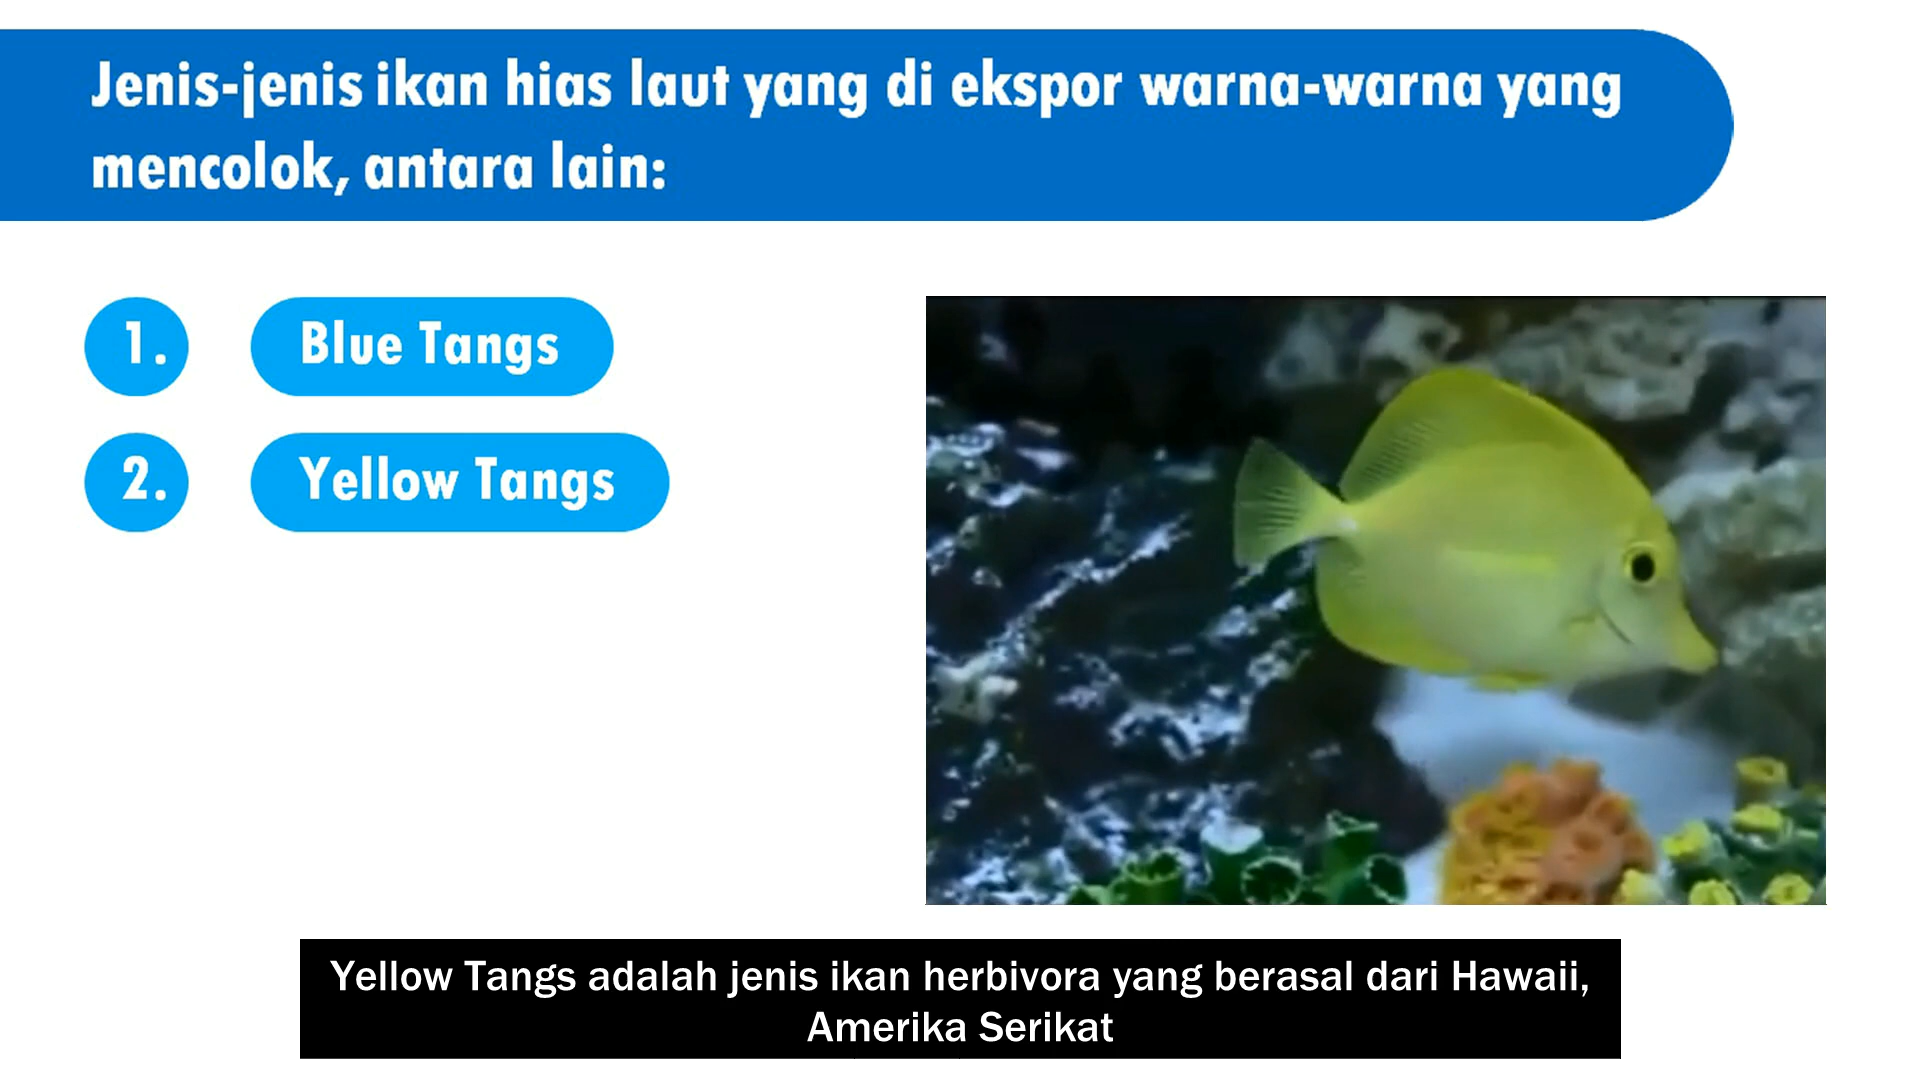 Jenis-jenis ikan hias laut yang di ekspor warna-warna yang
mencolok, antara lain:
1. Blue Tangs
2. Yellow Tangs
Yellow Tangs adalah jenis ikan herbivora yang berasal dari Hawaii,
Amerika Serikat